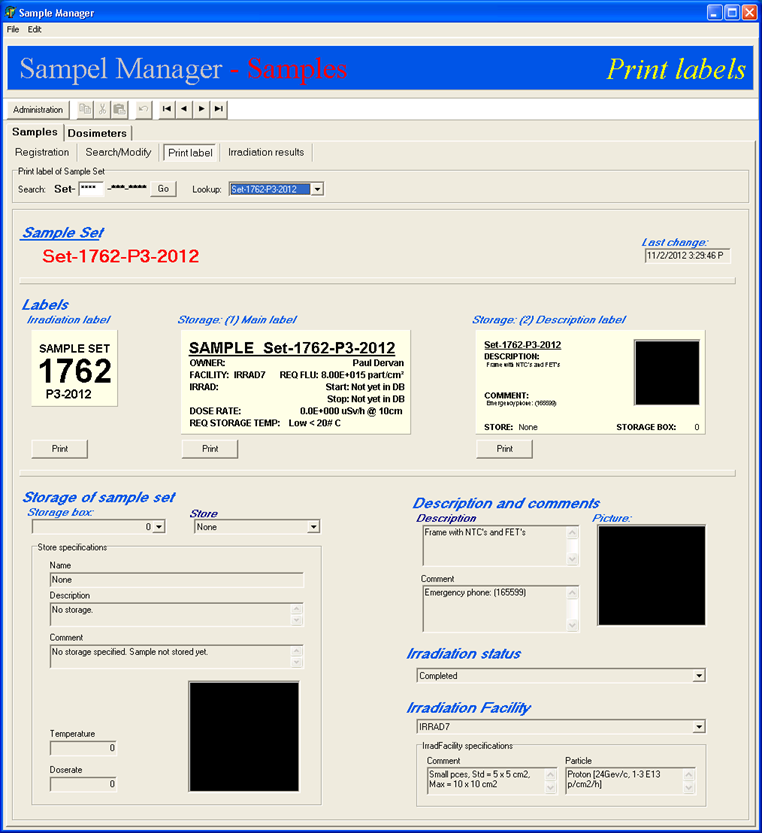 Sample Manager
File Edit
Sampel Manager - Samples
Print labels
Administration
Samples Dosimeters
Registration Search/Modify Print label Irradiation results
Print label of Sample Set
Search: Set- **** -***-**** Go Lookup: Set-1762-P3-2012
Sample Set
Set-1762-P3-2012
Last change:
11/2/2012 3:29:46 P
Labels
Irradiation label
SAMPLE SET
1762
P3-2012
Print
Storage: (1) Main label
SAMPLE Set-1762-P3-2012
OWNER: Paul Dervan
FACILITY: IRRAD7 REQ FLU: 8.00E+015 part/cm²
IRRAD: Start: Not yet in DB
Stop: Not yet in DB
DOSE RATE: 0.0E+000 uSv/h @ 10cm
REQ STORAGE TEMP: Low < 20# C
Print
Storage: (2) Description label
Set-1762-P3-2012
DESCRIPTION:
Frame with NTC's and FET's
COMMENT:
Emergency phone: (165599)
STORE: None STORAGE BOX: 0
Print
Storage of sample set
Storage box: Store
0 None
Store specifications
Name
None
Description
No storage.
Comment
No storage specified. Sample not stored yet.
Temperature
0
Doserate
0
Description and comments
Description Picture:
Frame with NTC's and FET's
Comment
Emergency phone: (165599)
Irradiation status
Completed
Irradiation Facility
IRRAD7
IrradFacility specifications
Comment
Small pces, Std = 5 x 5 cm2,
Max = 10 x 10 cm2
Particle
Proton [24Gev/c, 1-3 E13
p/cm2/h]